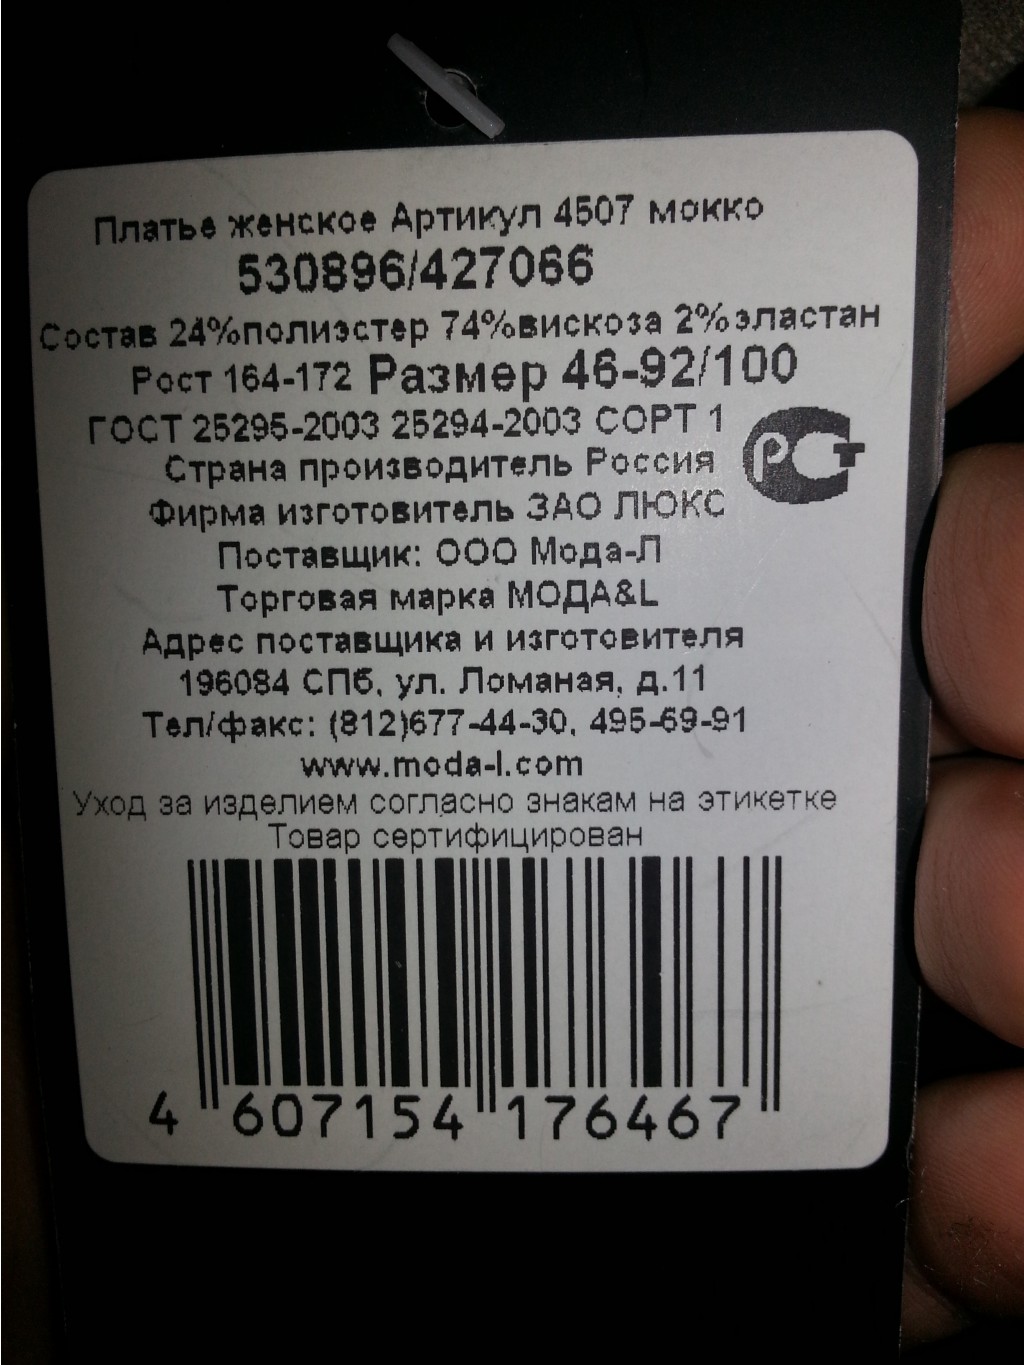 Платье женское Артикул 4507 мокко
530896/427066
Состав 24%полиэстер 74%вискоза 2%эластан
Рост 164-172 Размер 46-92/100
ГОСТ 25295-2003 25294-2003 СОРТ 1
РСТ
Страна производитель Россия
Фирма изготовитель ЗАО ЛЮКС
Поставщик: ООО Мода-Л
Торговая марка МОДА&L
Адрес поставщика и изготовителя
196084 СПб, ул. Ломаная, д.11
Тел/факс: (812)677-44-30, 495-69-91
www.moda-l.com
Уход за изделием согласно знакам на этикетке
Товар сертифицирован
4 607154 176467